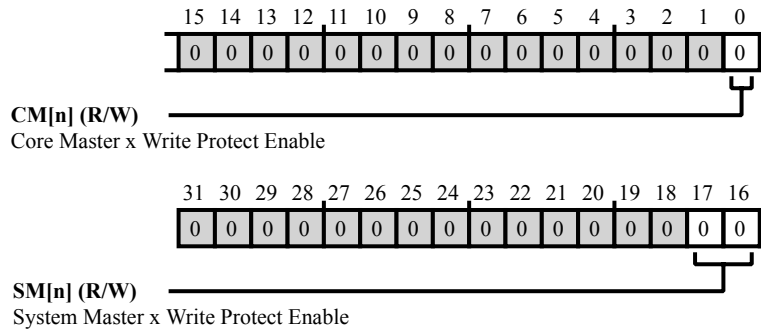 15 14 13 12 11 10 9 8 7 6 5 4 3 2 1 0
0 0 0 0 0 0 0 0 0 0 0 0 0 0 0 0
CM[n] (R/W)
Core Master x Write Protect Enable
31 30 29 28 27 26 25 24 23 22 21 20 19 18 17 16
0 0 0 0 0 0 0 0 0 0 0 0 0 0 0 0
SM[n] (R/W)
System Master x Write Protect Enable